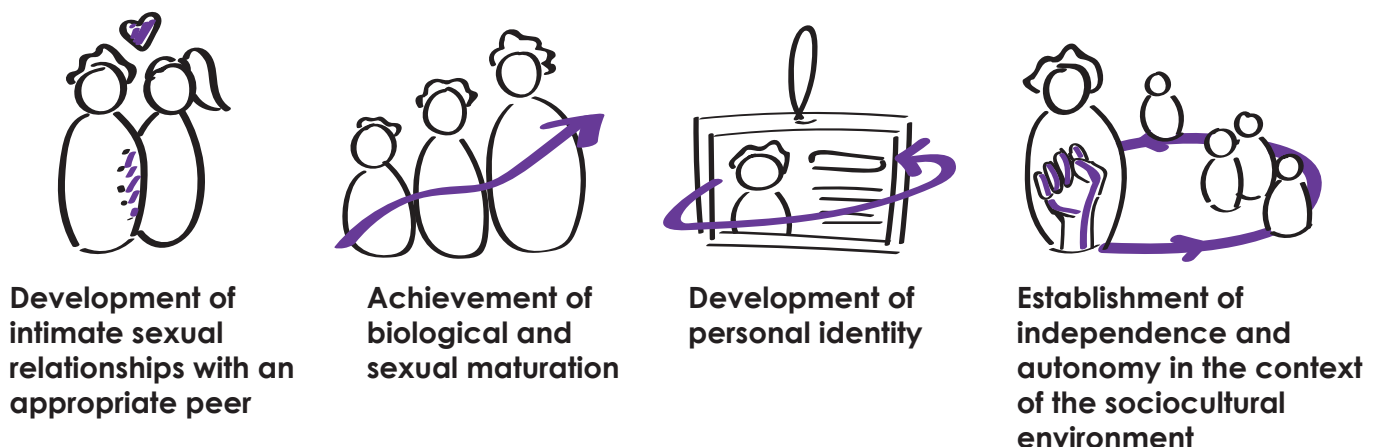 Development of
intimate sexual
relationships with an
appropriate peer
Achievement of
biological and
sexual maturation
Development of
personal identity
Establishment of
independence and
autonomy in the context
of the sociocultural
environment